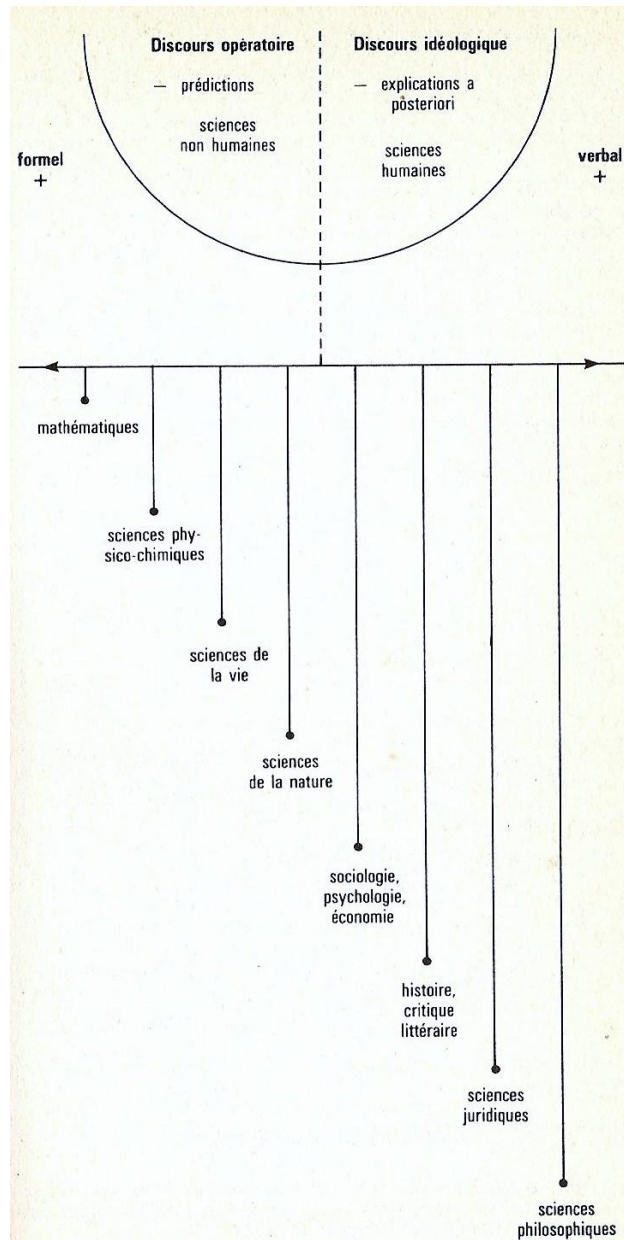 Discours opératoire
Discours idéologique
— prédictions
— explications a
pòsteriori
sciences
non humaines
sciences
humaines
formel
+
verbal
+
mathématiques
sciences phy-
sico-chimiques
sciences de
la vie
sciences
de la nature
sociologie,
psychologie,
économie
histoire,
critique
littéraire
sciences
juridiques
sciences
philosophiques